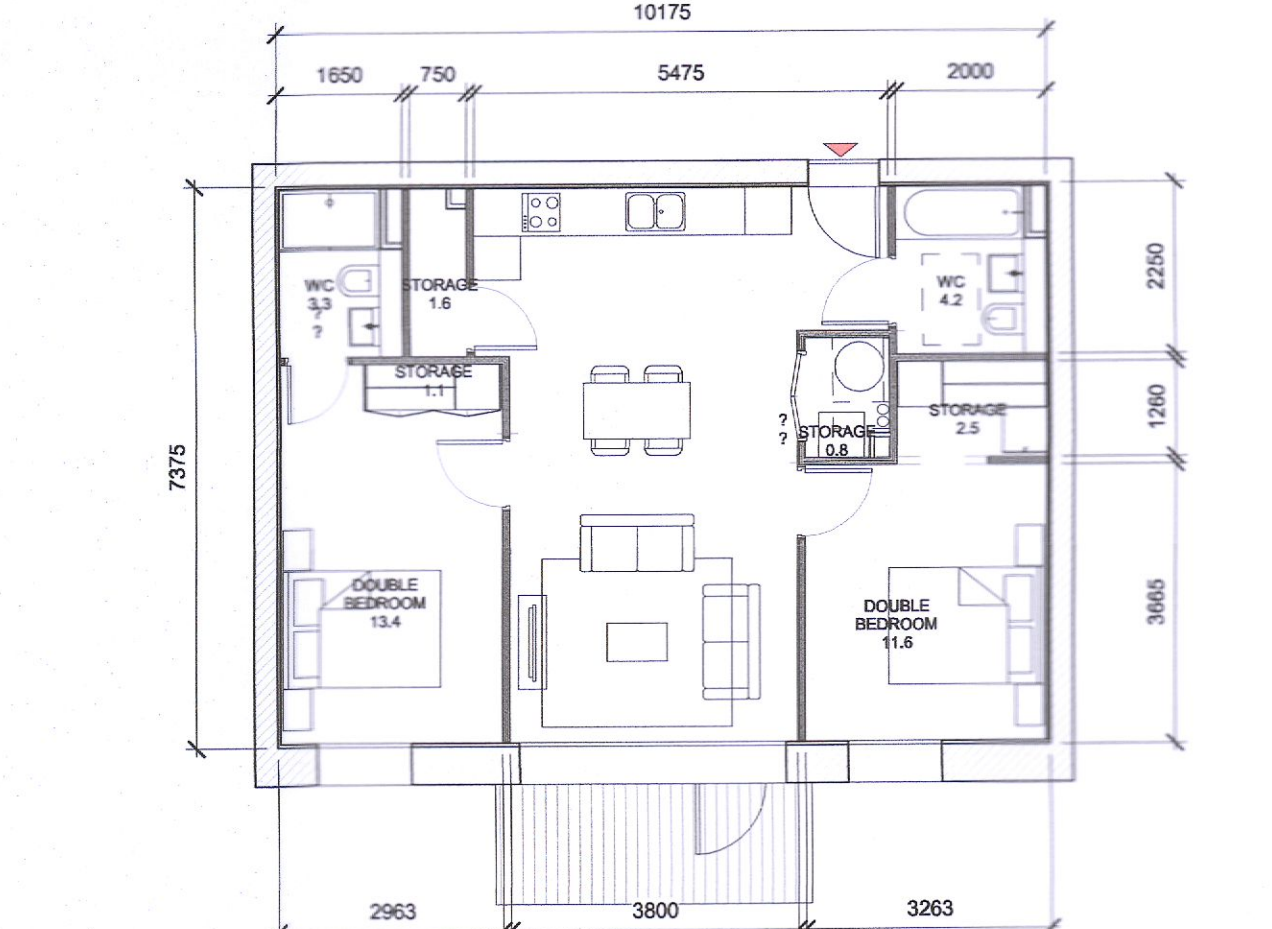 10175
1650 750 5475 2000
2250
WC
3.3
?
?
STORAGE
1.6
WC
4.2
STORAGE
1.1
1260
STORAGE
2.5
?
?
STORAGE
0.8
7375
DOUBLE
BEDROOM
13.4
DOUBLE
BEDROOM
11.6
3665
2963 3800 3263